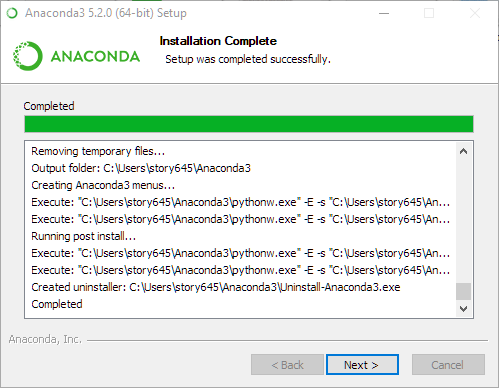 Anaconda3 5.2.0 (64-bit) Setup
ANACONDA
Installation Complete
Setup was completed successfully.
Completed
Removing temporary files...
Output folder: C:\Users\story645\Anaconda3
Creating Anaconda3 menus...
Execute: "C:\Users\story645\Anaconda3\pythonw.exe" -E -s "C:\Users\story645\An...
Execute: "C:\Users\story645\Anaconda3\pythonw.exe" -E -s "C:\Users\story645\An...
Running post install...
Execute: "C:\Users\story645\Anaconda3\pythonw.exe" -E -s "C:\Users\story645\An...
Execute: "C:\Users\story645\Anaconda3\pythonw.exe" -E -s "C:\Users\story645\An...
Created uninstaller: C:\Users\story645\Anaconda3\Uninstall-Anaconda3.exe
Completed
Anaconda, Inc.
< Back Next > Cancel